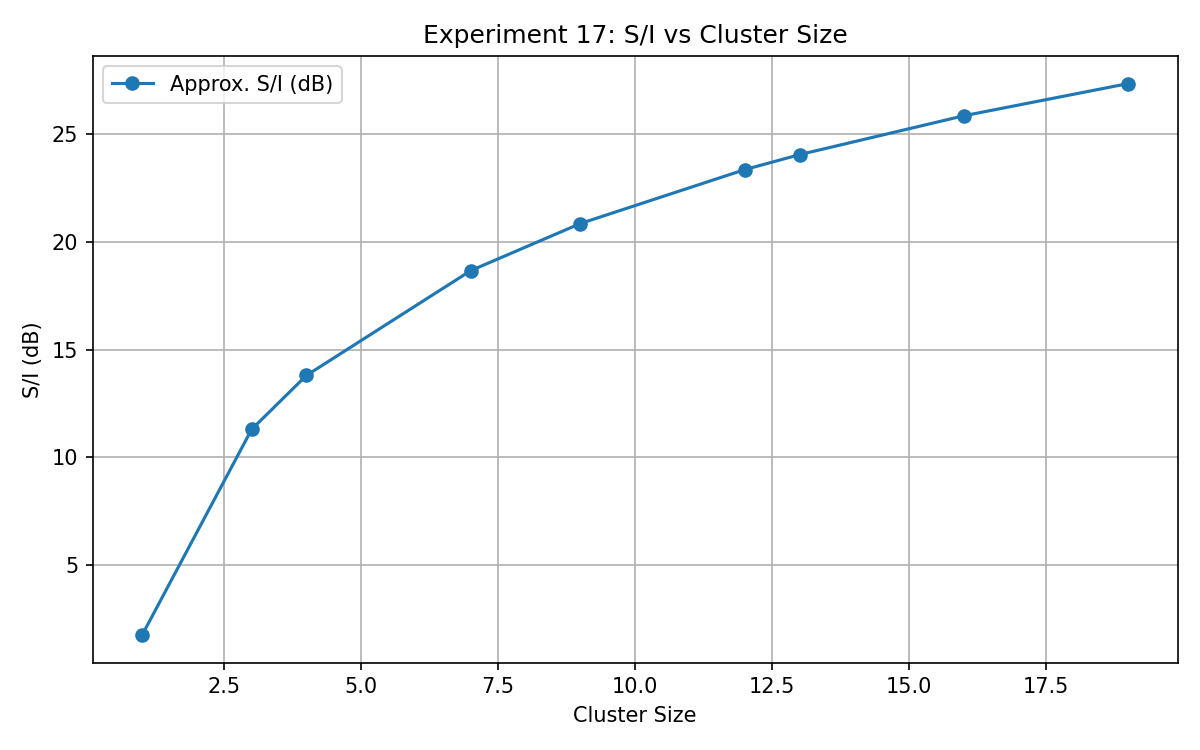 Experiment 17: S/I vs Cluster Size
Approx. S/I (dB)
25
20
15
10
5
S/I (dB)
2.5 5.0 7.5 10.0 12.5 15.0 17.5
Cluster Size